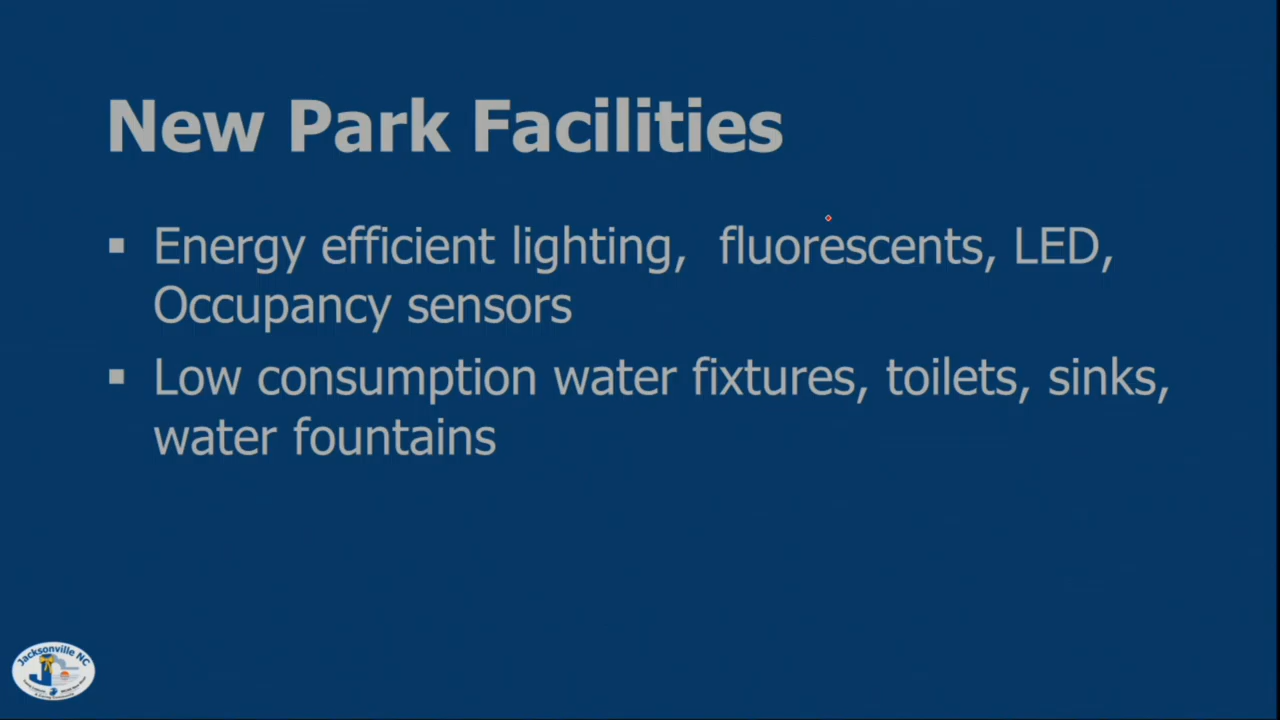 New Park Facilities
▪ Energy efficient lighting,  fluorescents, LED,
Occupancy sensors
▪ Low consumption water fixtures, toilets, sinks,
water fountains
Jacksonville NC